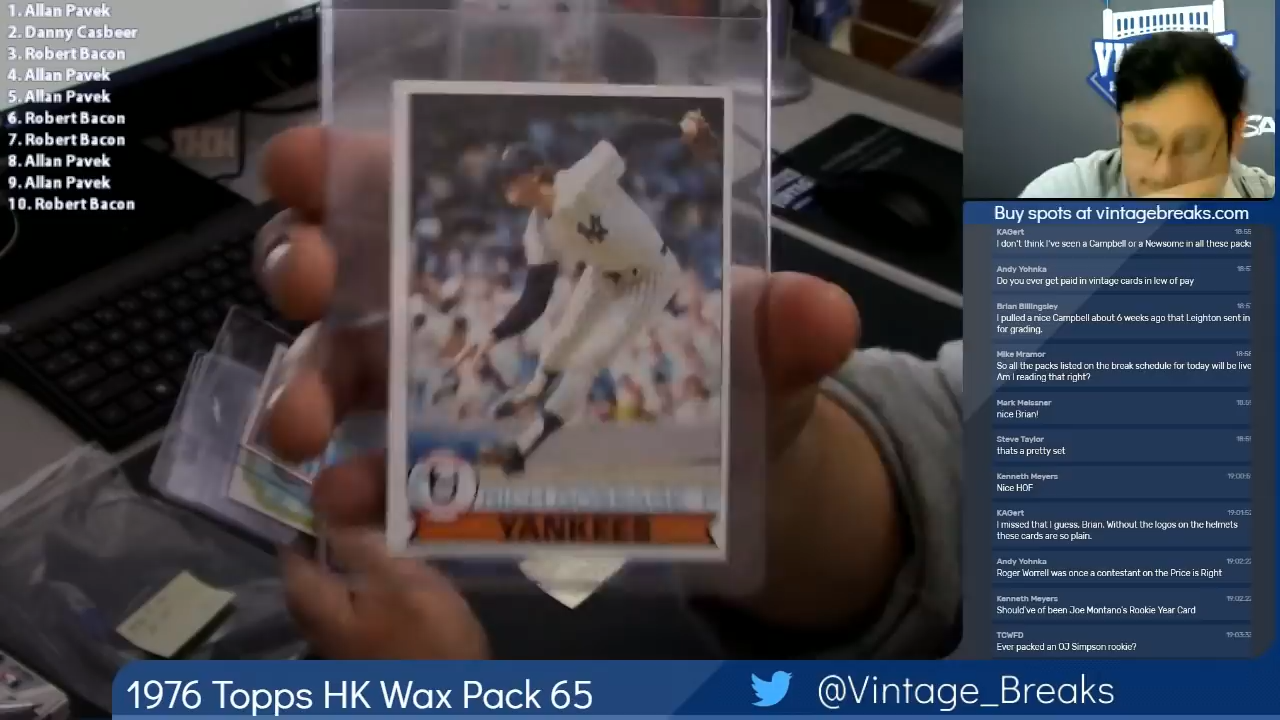 1. Allan Pavek
2. Danny Casbeer
3. Robert Bacon
4. Allan Pavek
5. Allan Pavek
6. Robert Bacon
7. Robert Bacon
8. Allan Pavek
9. Allan Pavek
10. Robert Bacon
YANKEES
Buy spots at vintagebreaks.com
KAGert
I don't think I've seen a Campbell or a Newsome in all these packs
Andy Yohnka
Do you ever get paid in vintage cards in lew of pay
Brian Billingsley
I pulled a nice Campbell about 6 weeks ago that Leighton sent in
for grading.
Mike Mramor
So all the packs listed on the break schedule for today will be live
Am I reading that right?
Mark Meissner
nice Brian!
Steve Taylor
thats a pretty set
Kenneth Meyers
Nice HOF
KAGert
I missed that I guess, Brian. Without the logos on the helmets
these cards are so plain.
Andy Yohnka
Roger Worrell was once a contestant on the Price is Right
Kenneth Meyers
Should've of been Joe Montano's Rookie Year Card
TCWFD
Ever packed an OJ Simpson rookie?
1976 Topps HK Wax Pack 65
@Vintage_Breaks